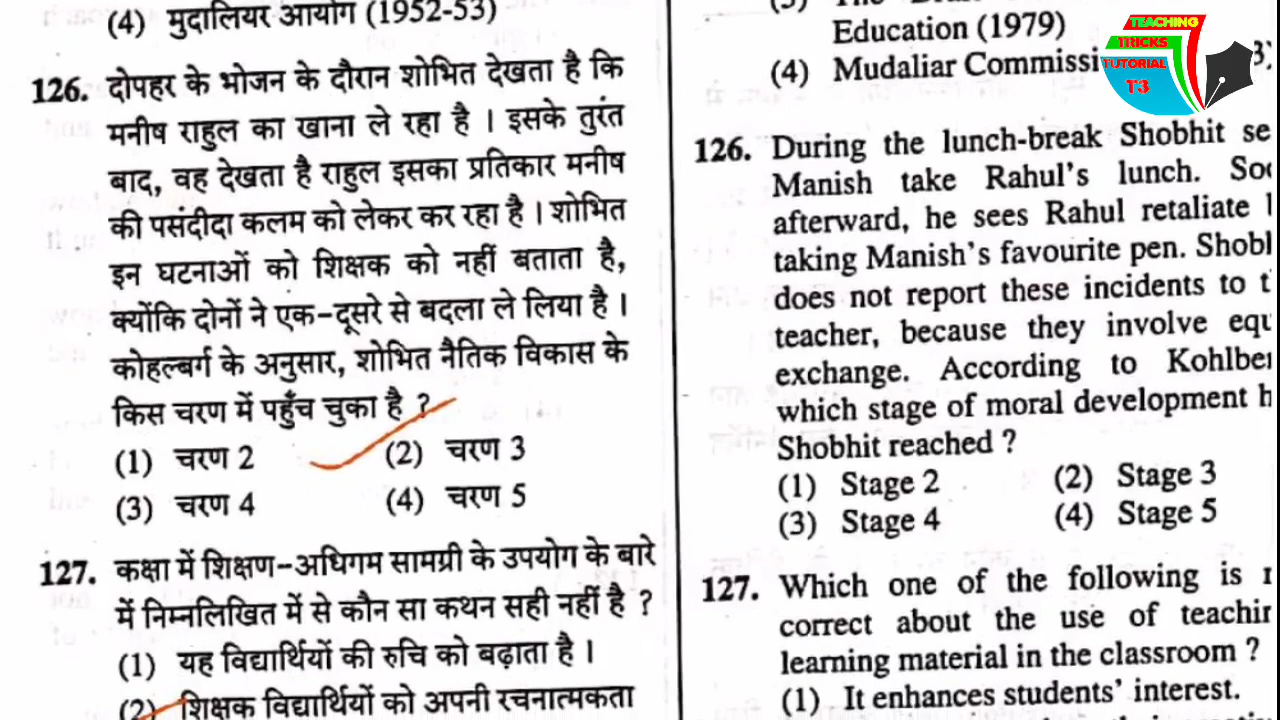 (4) मुदालियर आयोग (1952-53)
126. दोपहर के भोजन के दौरान शोभित देखता है कि
मनीष राहुल का खाना ले रहा है । इसके तुरंत
बाद, वह देखता है राहुल इसका प्रतिकार मनीष
की पसंदीदा कलम को लेकर कर रहा है । शोभित
इन घटनाओं को शिक्षक को नहीं बताता है,
क्योंकि दोनों ने एक-दूसरे से बदला ले लिया है ।
कोहल्बर्ग के अनुसार, शोभित नैतिक विकास के
किस चरण में पहुँच चुका है ?
(1) चरण 2 (2) चरण 3
(3) चरण 4 (4) चरण 5
127. कक्षा में शिक्षण-अधिगम सामग्री के उपयोग के बारे
में निम्नलिखित में से कौन सा कथन सही नहीं है ?
(1) यह विद्यार्थियों की रुचि को बढ़ाता है ।
(2) शिक्षक विद्यार्थियों को अपनी रचनात्मकता
Education (1979)
(4) Mudaliar
126. During the lunch-break Shobhit
Manish take Rahul's lunch.
afterward, he sees Rahul retaliate
taking Manish's favourite pen.
does not report these incidents to
teacher, because they involve
exchange. According to
which stage of moral development
Shobhit reached ?
(1) Stage 2 (2) Stage 3
(3) Stage 4 (4) Stage 5
127. Which one of the following is
correct about the use of
learning material in the classroom ?
(1) It enhances students' interest.
TEACHING
TRICKS
TUTORIAL
T3